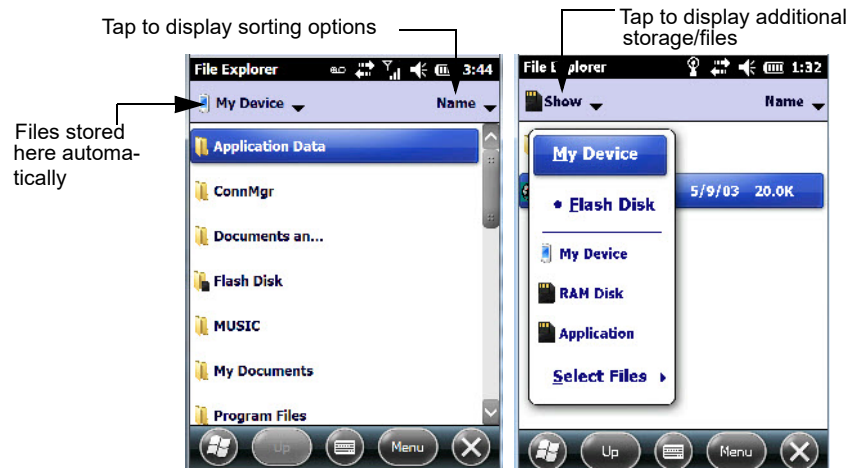 Tap to display sorting options
Tap to display additional
storage/files
Files stored
here automa-
tically
File Explorer 3:44
My Device Name
Application Data
ConnMgr
Documents an...
Flash Disk
MUSIC
My Documents
Program Files
Up Menu
File Explorer 1:32
Show Name
My Device
Flash Disk
5/9/03 20.0K
My Device
RAM Disk
Application
Select Files
Up Menu